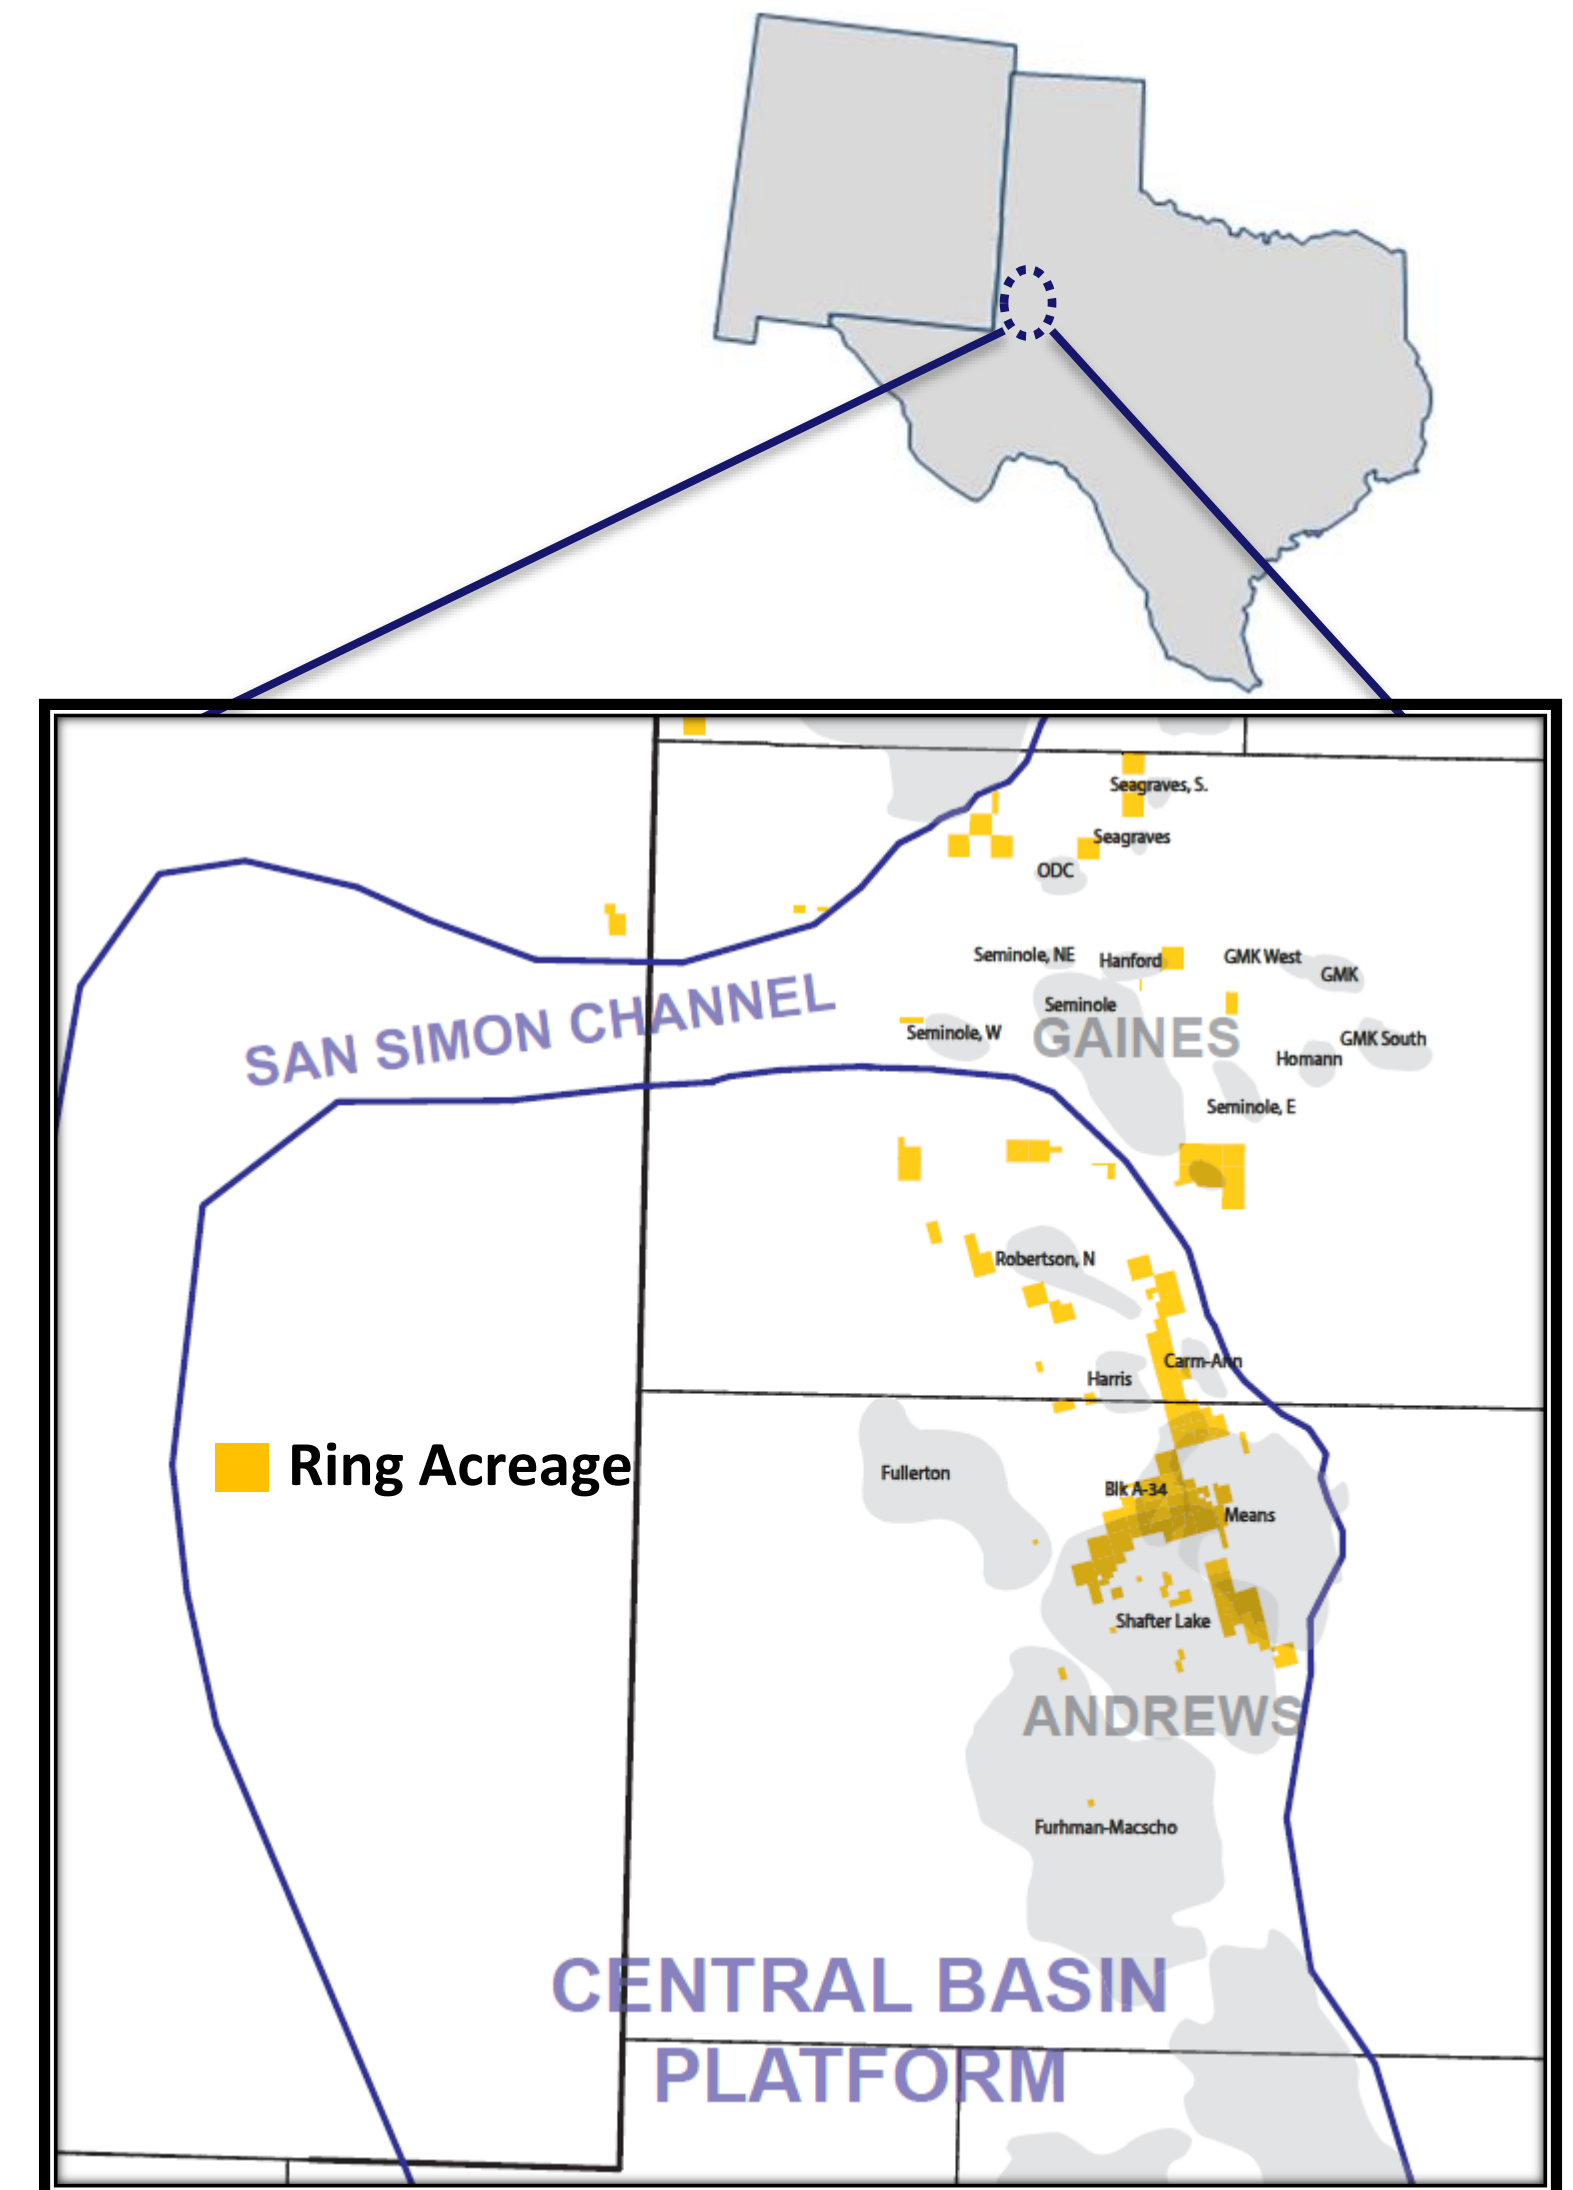 Seagraves, S.
Seagraves
ODC
Seminole, NE
Hanford
GMK West
GMK
SAN SIMON CHANNEL
Seminole
Seminole, W
GAINES
GMK South
Homann
Seminole, E
Robertson, N
Carm-Ann
Harris
Ring Acreage
Fullerton
Blk A-34
Means
Shafter Lake
ANDREWS
Furhman-Macscho
CENTRAL BASIN
PLATFORM